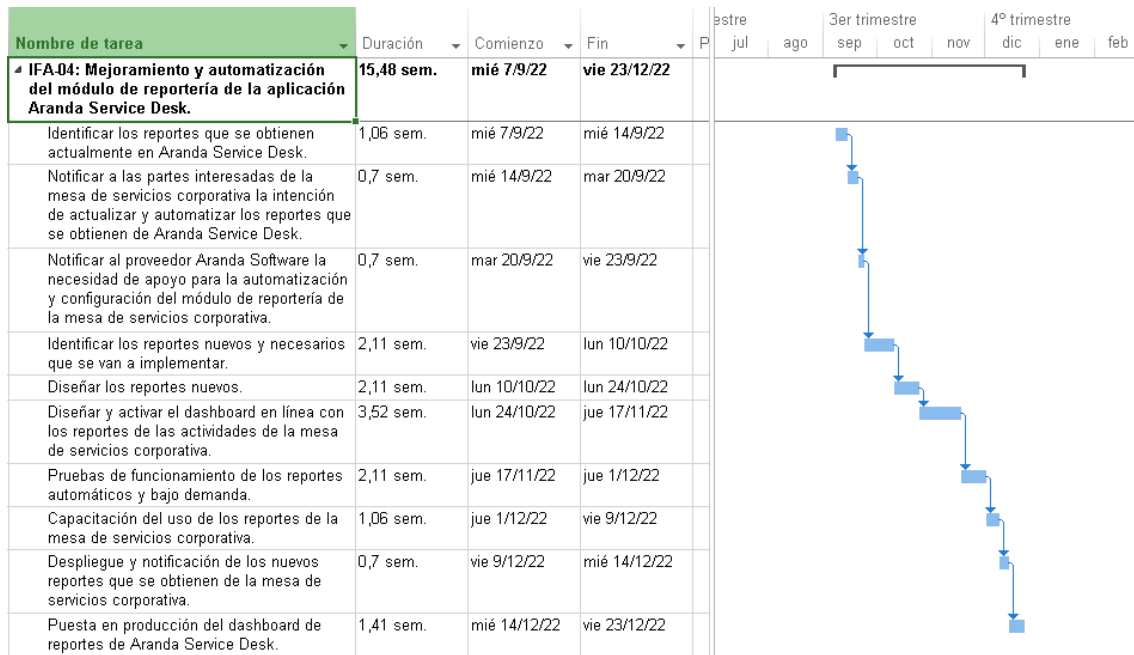 estre
3er trimestre
4º trimestre
Nombre de tarea
Duración
Comienzo
Fin
P
jul
ago
sep
oct
nov
dic
ene
feb
IFA-04: Mejoramiento y automatización
del módulo de reportería de la aplicación
Aranda Service Desk.
15,48 sem.
mié 7/9/22
vie 23/12/22
Identificar los reportes que se obtienen
actualmente en Aranda Service Desk.
1,06 sem.
mié 7/9/22
mié 14/9/22
Notificar a las partes interesadas de la
mesa de servicios corporativa la intención
de actualizar y automatizar los reportes que
se obtienen de Aranda Service Desk.
0,7 sem.
mié 14/9/22
mar 20/9/22
Notificar al proveedor Aranda Software la
necesidad de apoyo para la automatización
y configuración del módulo de reportería de
la mesa de servicios corporativa.
0,7 sem.
mar 20/9/22
vie 23/9/22
Identificar los reportes nuevos y necesarios
que se van a implementar.
2,11 sem.
vie 23/9/22
lun 10/10/22
Diseñar los reportes nuevos.
2,11 sem.
lun 10/10/22
lun 24/10/22
Diseñar y activar el dashboard en línea con
los reportes de las actividades de la mesa
de servicios corporativa.
3,52 sem.
lun 24/10/22
jue 17/11/22
Pruebas de funcionamiento de los reportes
automáticos y bajo demanda.
2,11 sem.
jue 17/11/22
jue 1/12/22
Capacitación del uso de los reportes de la
mesa de servicios corporativa.
1,06 sem.
jue 1/12/22
vie 9/12/22
Despliegue y notificación de los nuevos
reportes que se obtienen de la mesa de
servicios corporativa.
0,7 sem.
vie 9/12/22
mié 14/12/22
Puesta en producción del dashboard de
reportes de Aranda Service Desk.
1,41 sem.
mié 14/12/22
vie 23/12/22